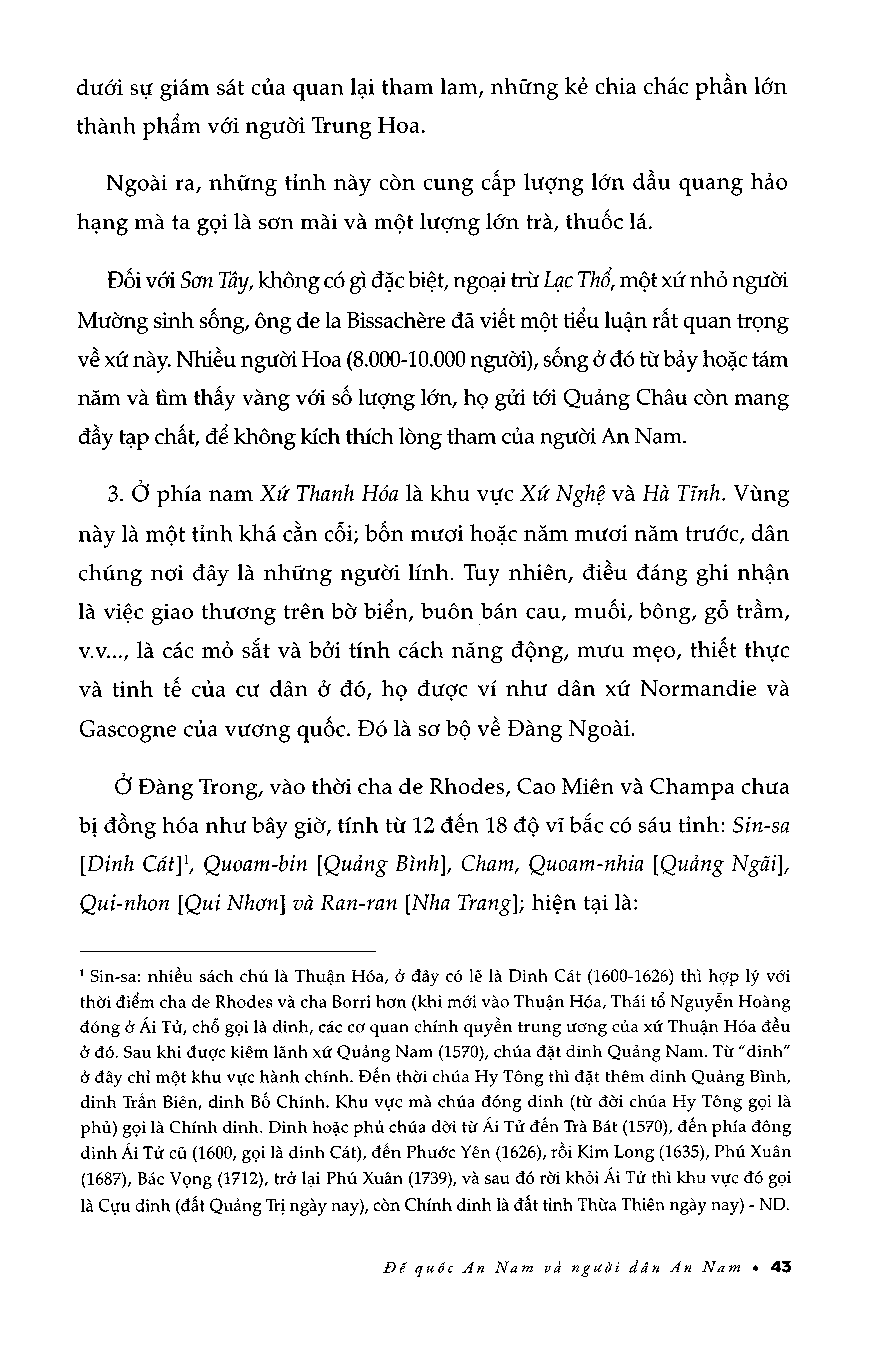 dưới sự giám sát của quan lại tham lam, những kẻ chia chác phần lớn
thành phẩm với người Trung Hoa.
Ngoài ra, những tỉnh này còn cung cấp lượng lớn dầu quang hảo
hạng mà ta gọi là sơn mài và một lượng lớn trà, thuốc lá.
Đối với Sơn Tây, không có gì đặc biệt, ngoại trừ Lạc Thổ, một xứ nhỏ người
Mường sinh sống, ông de la Bissachère đã viết một tiểu luận rất quan trọng
về xứ này. Nhiều người Hoa (8.000-10.000 người), sống ở đó từ bảy hoặc tám
năm và tìm thấy vàng với số lượng lớn, họ gửi tới Quảng Châu còn mang
đầy tạp chất, để không kích thích lòng tham của người An Nam.
3. Ở phía nam Xứ Thanh Hóa là khu vực Xứ Nghệ và Hà Tĩnh. Vùng
này là một tỉnh khá cằn cỗi; bốn mươi hoặc năm mươi năm trước, dân
chúng nơi đây là những người lính. Tuy nhiên, điều đáng ghi nhận
là việc giao thương trên bờ biển, buôn bán cau, muối, bông, gỗ trầm,
v.v..., là các mỏ sắt và bởi tính cách năng động, mưu mẹo, thiết thực
và tinh tế của cư dân ở đó, họ được ví như dân xứ Normandie và
Gascogne của vương quốc. Đó là sơ bộ về Đàng Ngoài.
Ở Đàng Trong, vào thời cha de Rhodes, Cao Miên và Champa chưa
bị đồng hóa như bây giờ, tính từ 12 đến 18 độ vĩ bắc có sáu tỉnh: Sin-sa
[Dinh Cát]¹, Quoam-bin [Quảng Bình], Cham, Quoam-nhia [Quảng Ngãi],
Qui-nhon [Qui Nhơn] và Ran-ran [Nha Trang]; hiện tại là:
¹ Sin-sa: nhiều sách chú là Thuận Hóa, ở đây có lẽ là Dinh Cát (1600-1626) thì hợp lý với
thời điểm cha de Rhodes và cha Borri hơn (khi mới vào Thuận Hóa, Thái tổ Nguyễn Hoàng
đóng ở Ái Tử, chỗ gọi là dinh, các cơ quan chính quyền trung ương của xứ Thuận Hóa đều
ở đó. Sau khi được kiêm lãnh xứ Quảng Nam (1570), chúa đặt dinh Quảng Nam. Từ "dinh"
ở đây chỉ một khu vực hành chính. Đến thời chúa Hy Tông thì đặt thêm dinh Quảng Bình,
dinh Trấn Biên, dinh Bố Chính. Khu vực mà chúa đóng dinh (từ đời chúa Hy Tông gọi là
phủ) gọi là Chính dinh. Dinh hoặc phủ chúa dời từ Ái Tử đến Trà Bát (1570), đến phía đông
dinh Ái Tử cũ (1600, gọi là dinh Cát), đến Phước Yên (1626), rồi Kim Long (1635), Phú Xuân
(1687), Bác Vọng (1712), trở lại Phú Xuân (1739), và sau đó rời khỏi Ái Tử thì khu vực đó gọi
là Cựu dinh (đất Quảng Trị ngày nay), còn Chính dinh là đất tỉnh Thừa Thiên ngày nay) - ND.
Đế quốc An Nam và người dân An Nam • 43